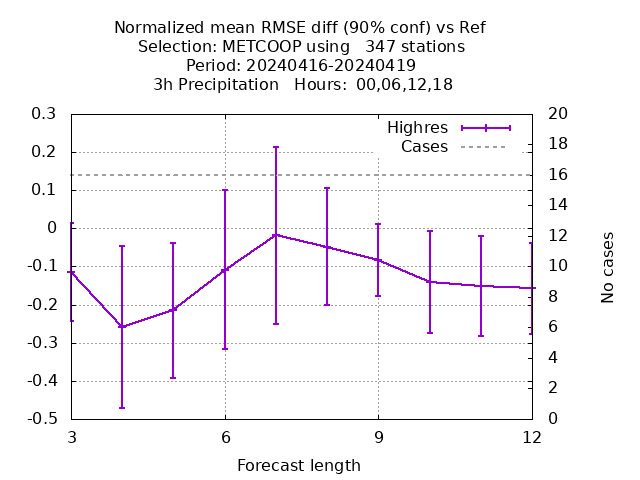 Normalized mean RMSE diff (90% conf) vs Ref
Selection: METCOOP using   347 stations
Period: 20240416-20240419
3h Precipitation   Hours:  00,06,12,18
Highres
Cases
0.3
0.2
0.1
0
-0.1
-0.2
-0.3
-0.4
-0.5
20
18
16
14
12
10
8
6
4
2
0
No cases
3 6 9 12
Forecast length